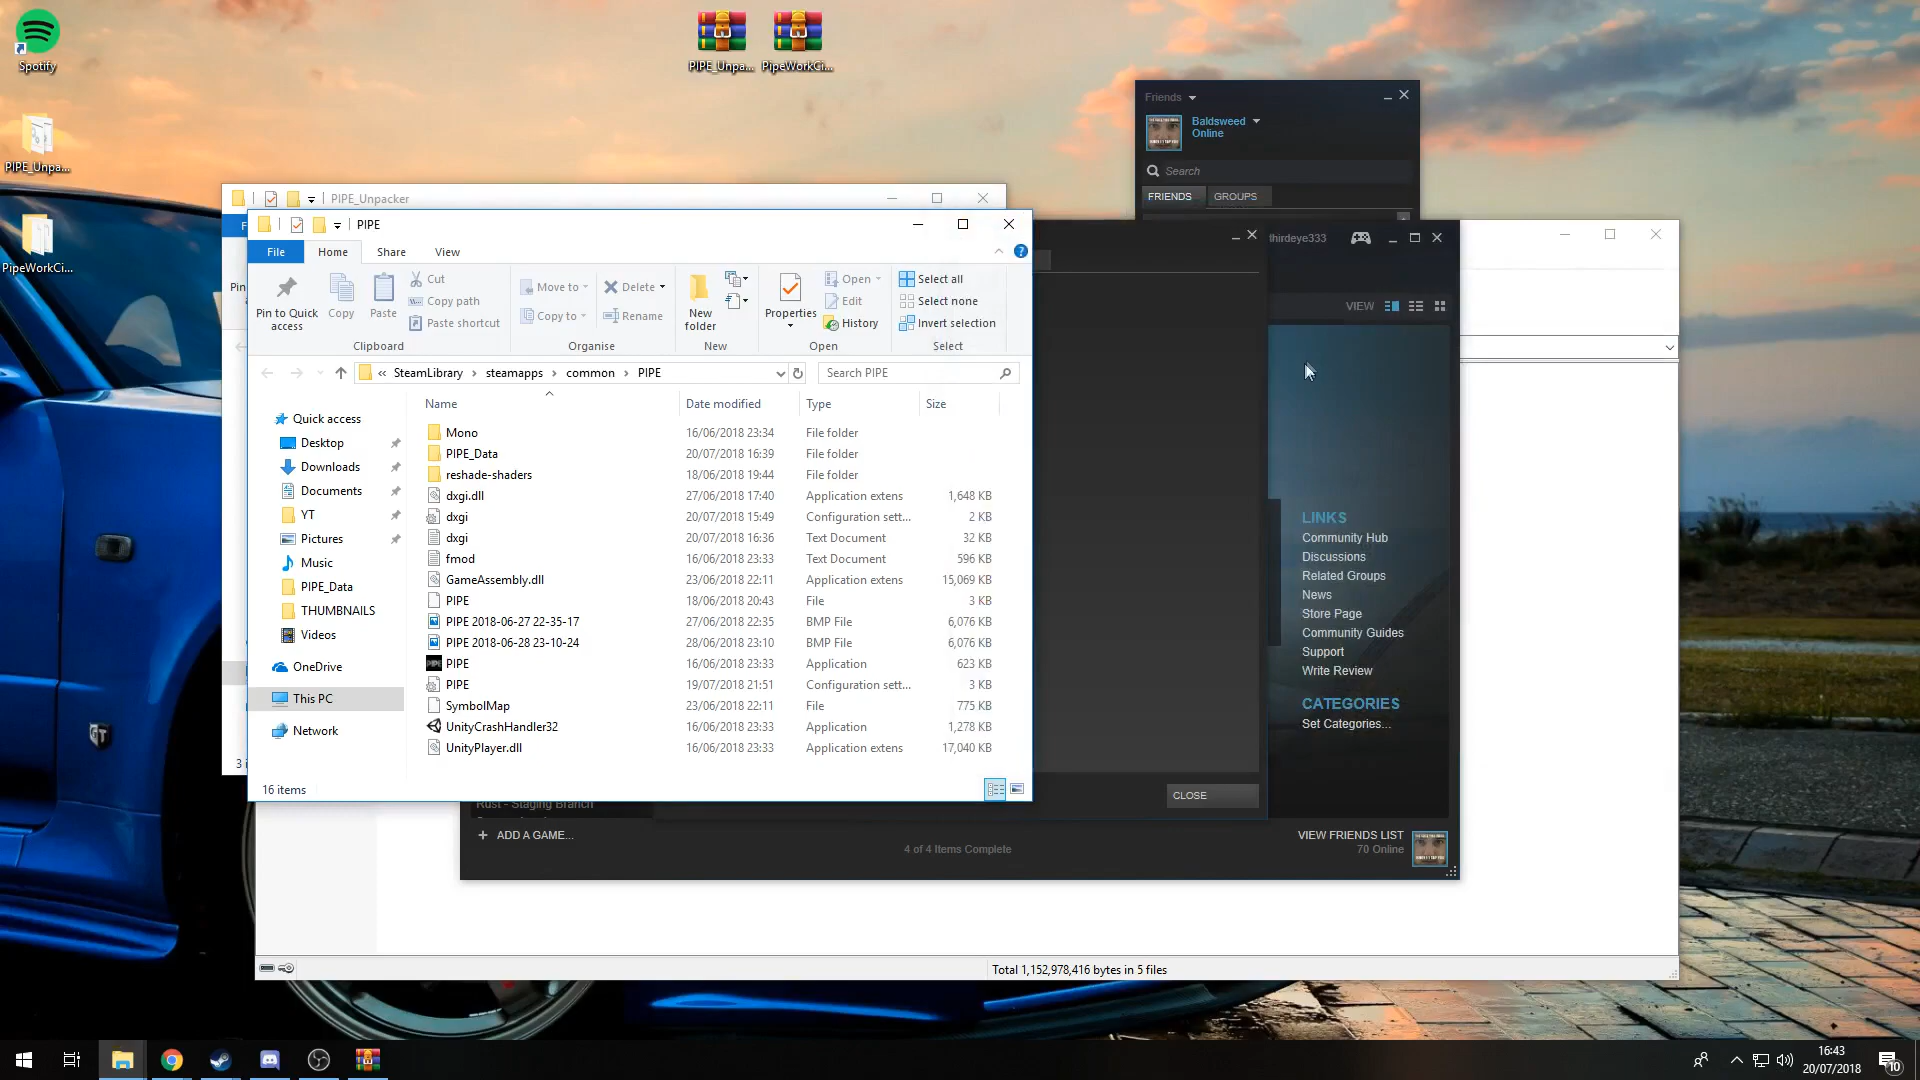 Spotify
PIPE_Unpa...
PipeWorkCi...
PIPE_Unpa...
PipeWorkCi...
Friends
Baldsweed
Online
Search
FRIENDS
GROUPS
PIPE_Unpacker
PIPE
File
Home
Share
View
Pin to Quick access
Copy
Paste
Cut
Copy path
Paste shortcut
Clipboard
Move to
Copy to
Delete
Rename
Organise
New folder
New
Properties
Open
Edit
History
Open
Select all
Select none
Invert selection
Select
« SteamLibrary › steamapps › common › PIPE
Search PIPE
Quick access
Desktop
Downloads
Documents
YT
Pictures
Music
PIPE_Data
THUMBNAILS
Videos
OneDrive
This PC
Network
Name Date modified Type Size
Mono 16/06/2018 23:34 File folder
PIPE_Data 20/07/2018 16:39 File folder
reshade-shaders 18/06/2018 19:44 File folder
dxgi.dll 27/06/2018 17:40 Application extens 1,648 KB
dxgi 20/07/2018 15:49 Configuration sett... 2 KB
dxgi 20/07/2018 16:36 Text Document 32 KB
fmod 16/06/2018 23:33 Text Document 596 KB
GameAssembly.dll 23/06/2018 22:11 Application extens 15,069 KB
PIPE 18/06/2018 20:43 File 3 KB
PIPE 2018-06-27 22-35-17 27/06/2018 22:35 BMP File 6,076 KB
PIPE 2018-06-28 23-10-24 28/06/2018 23:10 BMP File 6,076 KB
PIPE 16/06/2018 23:33 Application 623 KB
PIPE 19/07/2018 21:51 Configuration sett... 3 KB
SymbolMap 23/06/2018 22:11 File 775 KB
UnityCrashHandler32 16/06/2018 23:33 Application 1,278 KB
UnityPlayer.dll 16/06/2018 23:33 Application extens 17,040 KB
16 items
thirdeye333
VIEW
LINKS
Community Hub
Discussions
Related Groups
News
Store Page
Community Guides
Support
Write Review
CATEGORIES
Set Categories...
CLOSE
Rust - Staging Branch
+ ADD A GAME...
4 of 4 Items Complete
VIEW FRIENDS LIST
70 Online
Total 1,152,978,416 bytes in 5 files
16:43
20/07/2018
10